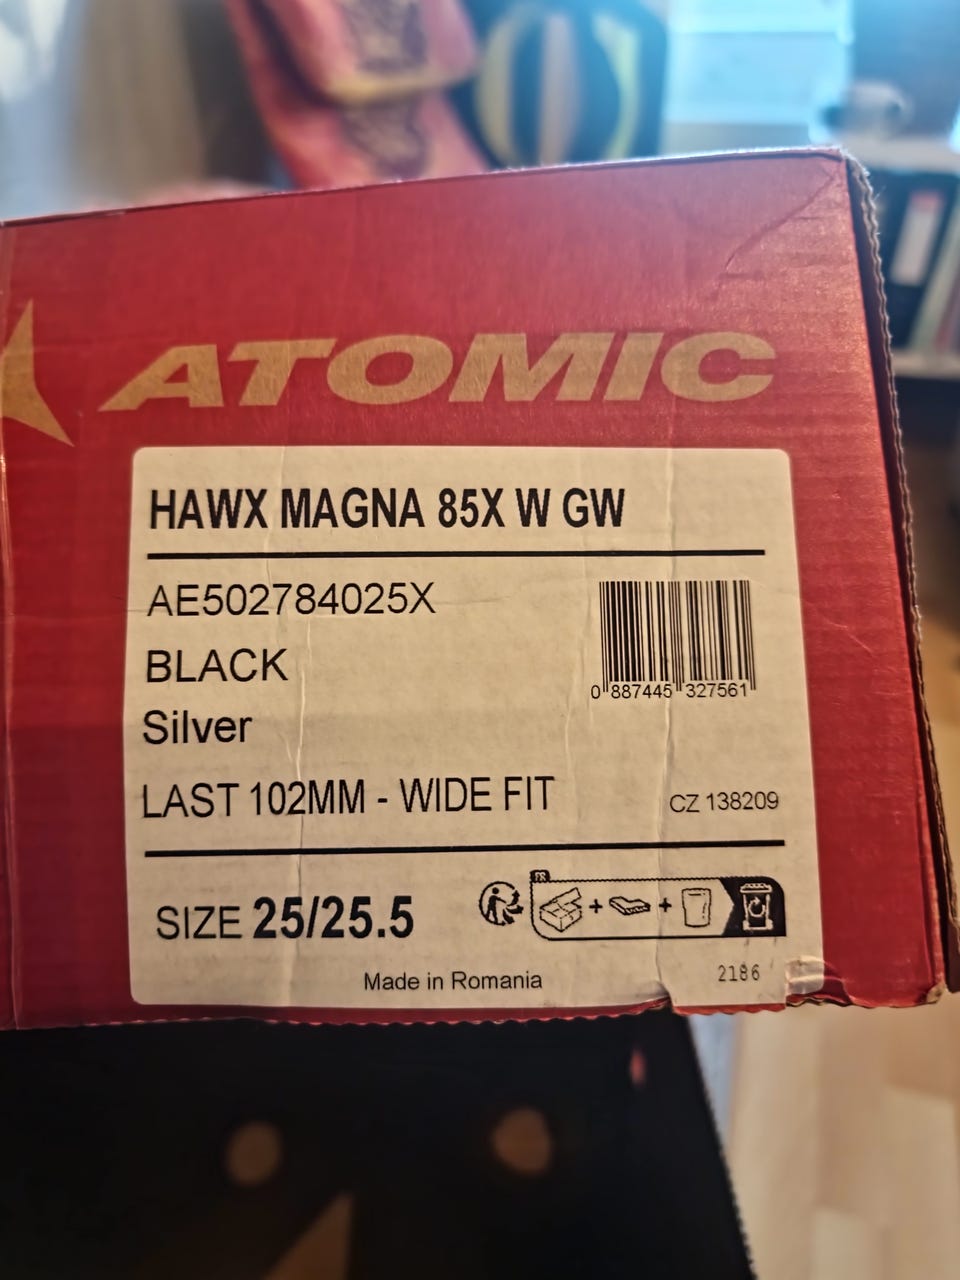 ATOMIC
HAWX MAGNA 85X W GW
AE502784025X
BLACK
Silver
0 887445 327561
LAST 102MM - WIDE FIT
CZ 138209
FR
SIZE 25/25.5
Made in Romania
2186